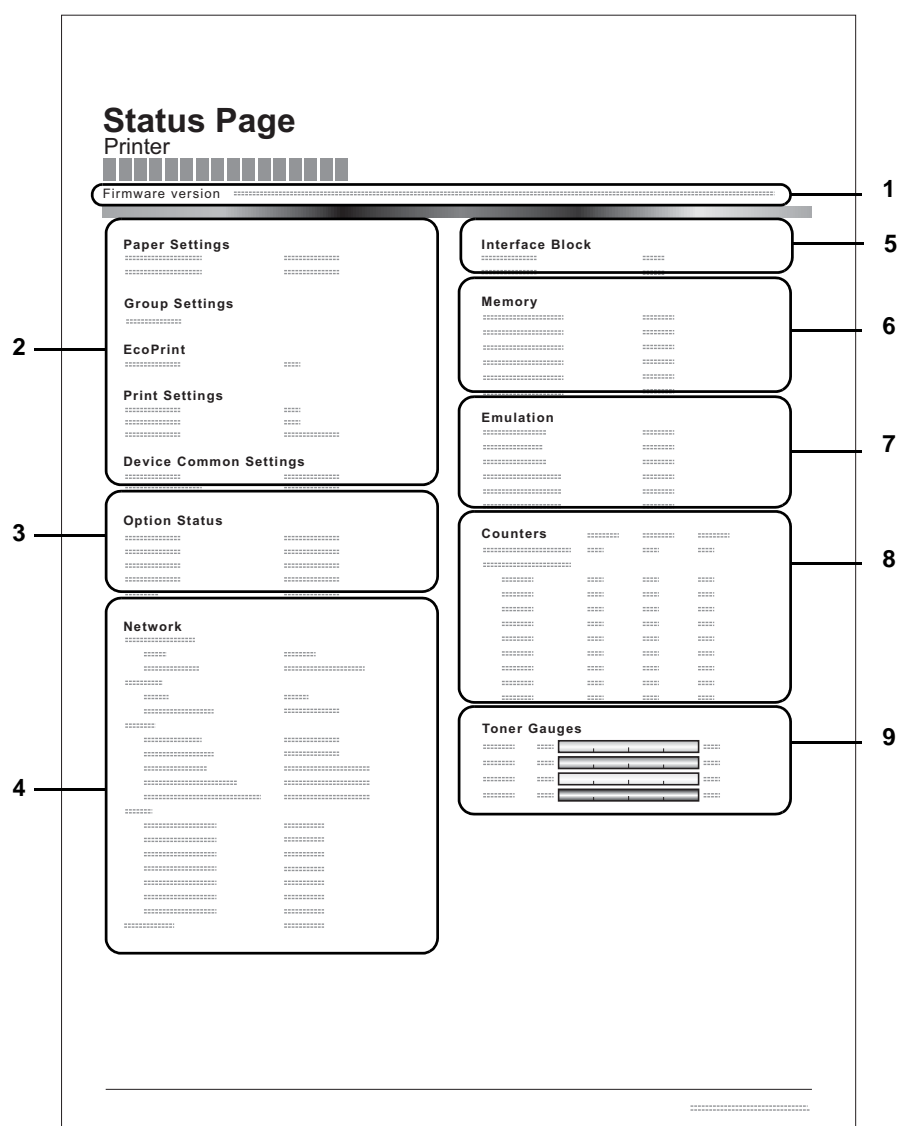 Status Page
Printer
Firmware version
1
Paper Settings
Group Settings
EcoPrint
Print Settings
Device Common Settings
2
Option Status
3
Network
4
Interface Block
5
Memory
6
Emulation
7
Counters
8
Toner Gauges
9